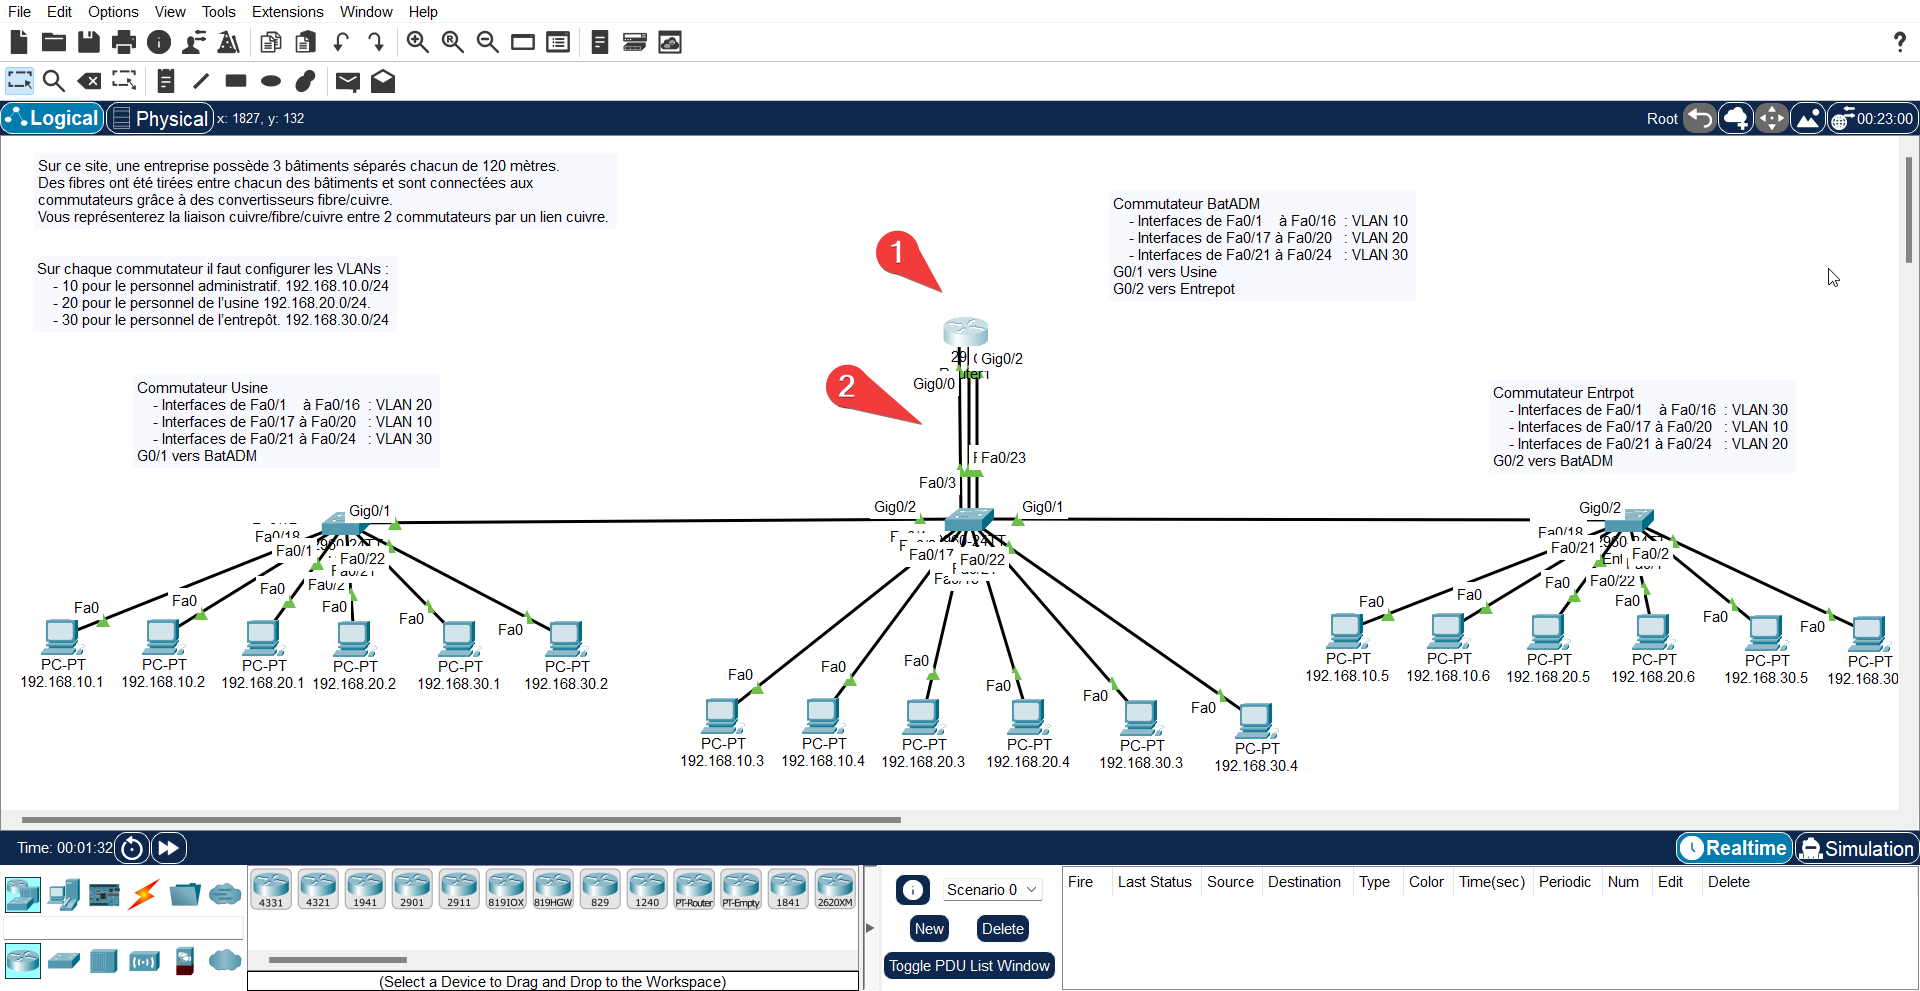 File Edit Options View Tools Extensions Window Help
?
Logical Physical x: 1827, y: 132
Root 00:23:00
Sur ce site, une entreprise possède 3 bâtiments séparés chacun de 120 mètres.
Des fibres ont été tirées entre chacun des bâtiments et sont connectées aux
commutateurs grâce à des convertisseurs fibre/cuivre.
Vous représenterez la liaison cuivre/fibre/cuivre entre 2 commutateurs par un lien cuivre.
Sur chaque commutateur il faut configurer les VLANs :
- 10 pour le personnel administratif. 192.168.10.0/24
- 20 pour le personnel de l'usine 192.168.20.0/24.
- 30 pour le personnel de l'entrepôt. 192.168.30.0/24
Commutateur BatADM
- Interfaces de Fa0/1 à Fa0/16 : VLAN 10
- Interfaces de Fa0/17 à Fa0/20 : VLAN 20
- Interfaces de Fa0/21 à Fa0/24 : VLAN 30
G0/1 vers Usine
G0/2 vers Entrepot
1
2
Commutateur Usine
- Interfaces de Fa0/1 à Fa0/16 : VLAN 20
- Interfaces de Fa0/17 à Fa0/20 : VLAN 10
- Interfaces de Fa0/21 à Fa0/24 : VLAN 30
G0/1 vers BatADM
Commutateur Entrpot
- Interfaces de Fa0/1 à Fa0/16 : VLAN 30
- Interfaces de Fa0/17 à Fa0/20 : VLAN 10
- Interfaces de Fa0/21 à Fa0/24 : VLAN 20
G0/2 vers BatADM
Gig0/2
Gig0/0
Fa0/23
Fa0/3
Gig0/1
Gig0/2
Gig0/1
Gig0/2
Fa0/18
Fa0/1
Fa0/22
Fa0/21
Fa0/2
Fa0/17
Fa0/22
Fa0/18
Fa0/21
Fa0/2
Fa0/22
Fa0 Fa0 Fa0 Fa0 Fa0 Fa0
PC-PT PC-PT PC-PT PC-PT PC-PT PC-PT
192.168.10.1 192.168.10.2 192.168.20.1 192.168.20.2 192.168.30.1 192.168.30.2
Fa0 Fa0 Fa0 Fa0 Fa0 Fa0
PC-PT PC-PT PC-PT PC-PT PC-PT PC-PT
192.168.10.3 192.168.10.4 192.168.20.3 192.168.20.4 192.168.30.3 192.168.30.4
Fa0 Fa0 Fa0 Fa0 Fa0 Fa0
PC-PT PC-PT PC-PT PC-PT PC-PT PC-PT
192.168.10.5 192.168.10.6 192.168.20.5 192.168.20.6 192.168.30.5 192.168.30
Time: 00:01:32
Realtime Simulation
4331 4321 1941 2901 2911 819IOX 819HGW 829 1240 PT-Router PT-Empty 1841 2620XM
(Select a Device to Drag and Drop to the Workspace)
Scenario 0
New Delete
Toggle PDU List Window
Fire Last Status Source Destination Type Color Time(sec) Periodic Num Edit Delete